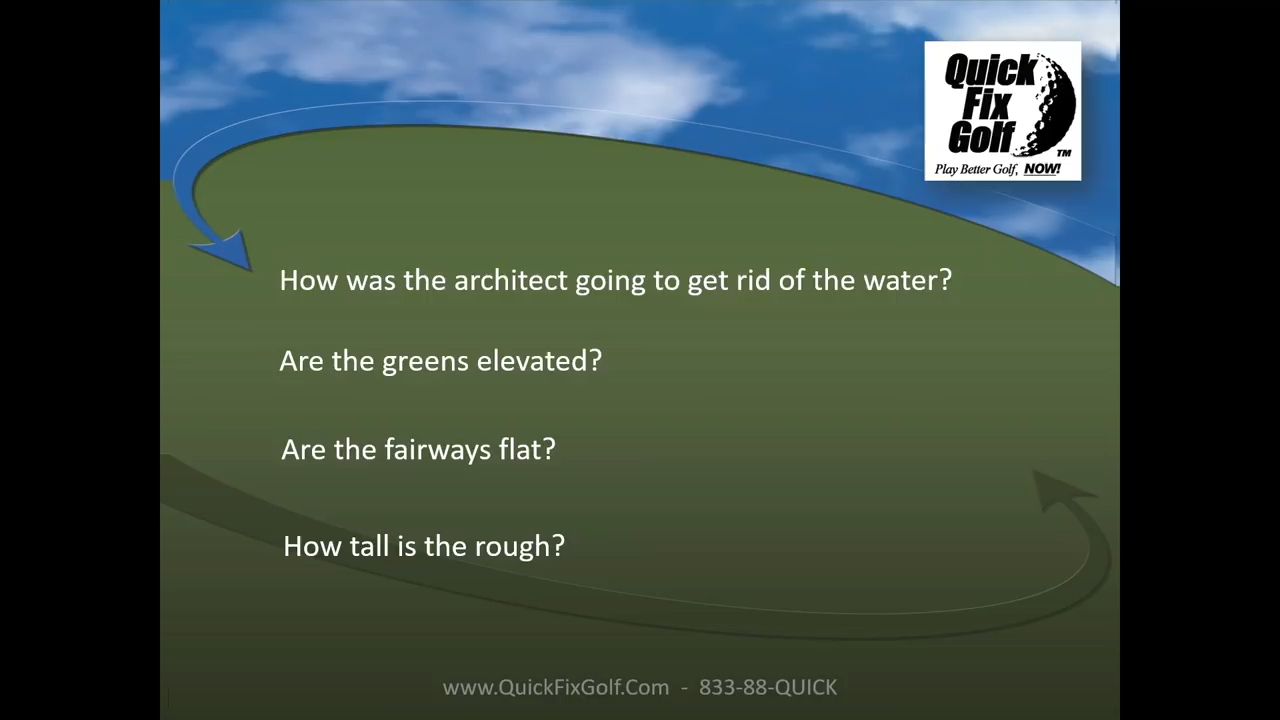 Quick
Fix
Golf
TM
Play Better Golf, NOW!
How was the architect going to get rid of the water?
Are the greens elevated?
Are the fairways flat?
How tall is the rough?
www.QuickFixGolf.Com - 833-88-QUICK